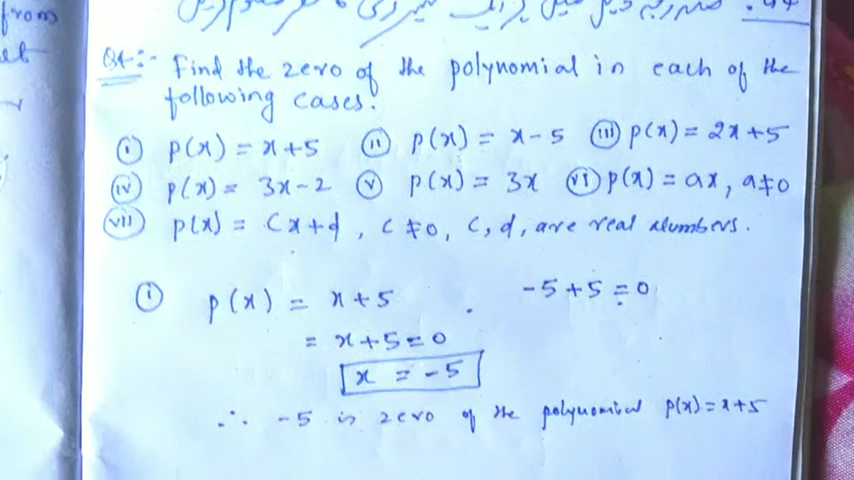 from
Q4:- Find the zero of the polynomial in each of the
following cases.
(i) p(x) = x+5 (ii) p(x) = x-5 (iii) p(x) = 2x+5
(iv) p(x) = 3x-2 (v) p(x) = 3x (vi) p(x) = ax, a≠0
(vii) p(x) = Cx+d, c≠0, c, d, are real numbers.
(i) p(x) = x+5 . -5+5=0
= x+5=0
x = -5
∴ -5 is zero of the polynomial p(x)=x+5